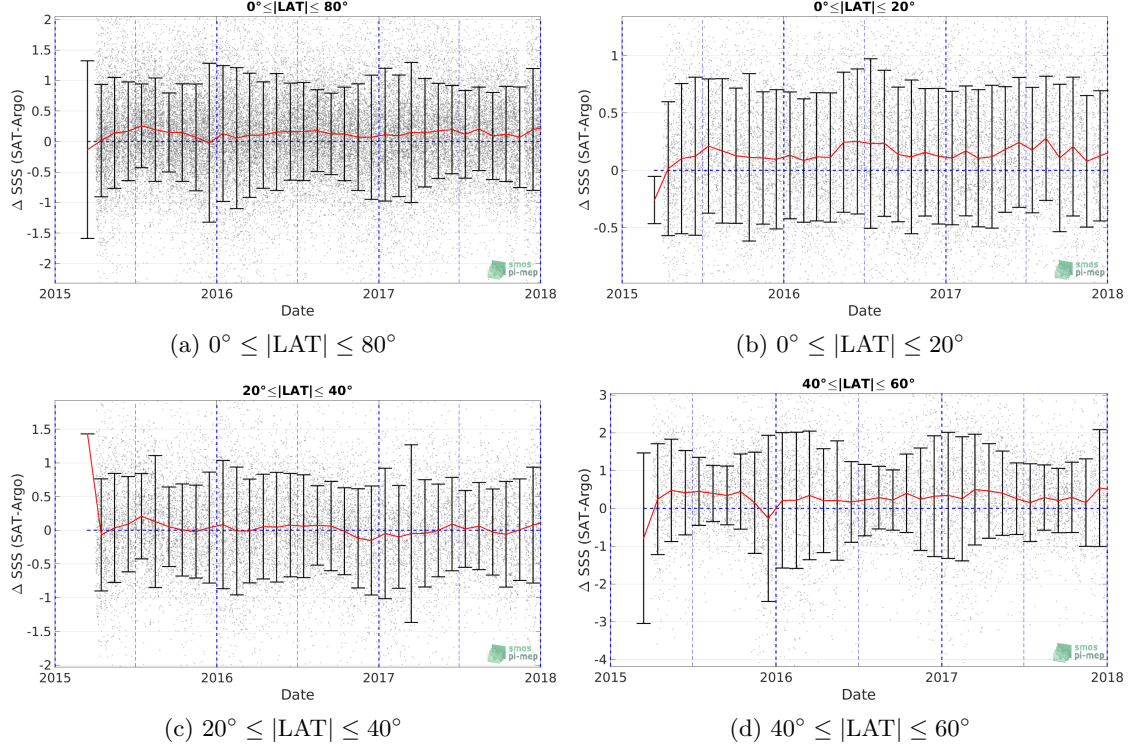 0°≤|LAT|≤ 80°
2
1.5
1
0.5
0
-0.5
-1
-1.5
-2
Δ SSS (SAT-Argo)
2015
2016
2017
2018
Date
smos
pi-mep
(a) 0° ≤ |LAT| ≤ 80°
0°≤|LAT|≤ 20°
1
0.5
0
-0.5
Δ SSS (SAT-Argo)
2015
2016
2017
2018
Date
smos
pi-mep
(b) 0° ≤ |LAT| ≤ 20°
20°≤|LAT|≤ 40°
1.5
1
0.5
0
-0.5
-1
-1.5
-2
Δ SSS (SAT-Argo)
2015
2016
2017
2018
Date
smos
pi-mep
(c) 20° ≤ |LAT| ≤ 40°
40°≤|LAT|≤ 60°
3
2
1
0
-1
-2
-3
-4
Δ SSS (SAT-Argo)
2015
2016
2017
2018
Date
smos
pi-mep
(d) 40° ≤ |LAT| ≤ 60°